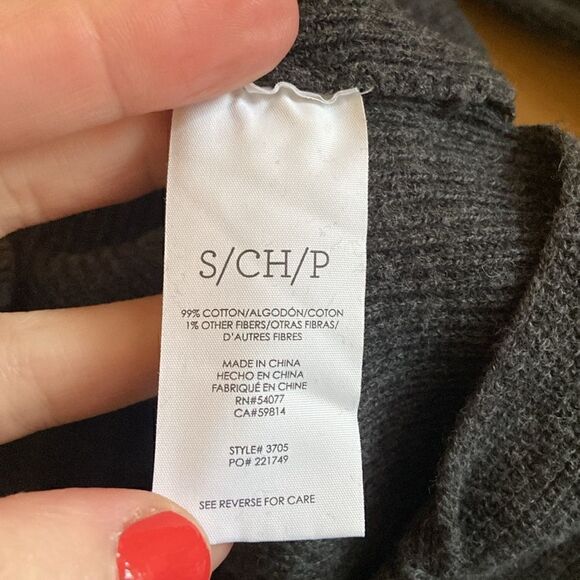 S/CH/P
99% COTTON/ALGODÓN/COTON
1% OTHER FIBERS/OTRAS FIBRAS/
D'AUTRES FIBRES
MADE IN CHINA
HECHO EN CHINA
FABRIQUÉ EN CHINE
RN#54077
CA#59814
STYLE# 3705
PO# 221749
SEE REVERSE FOR CARE